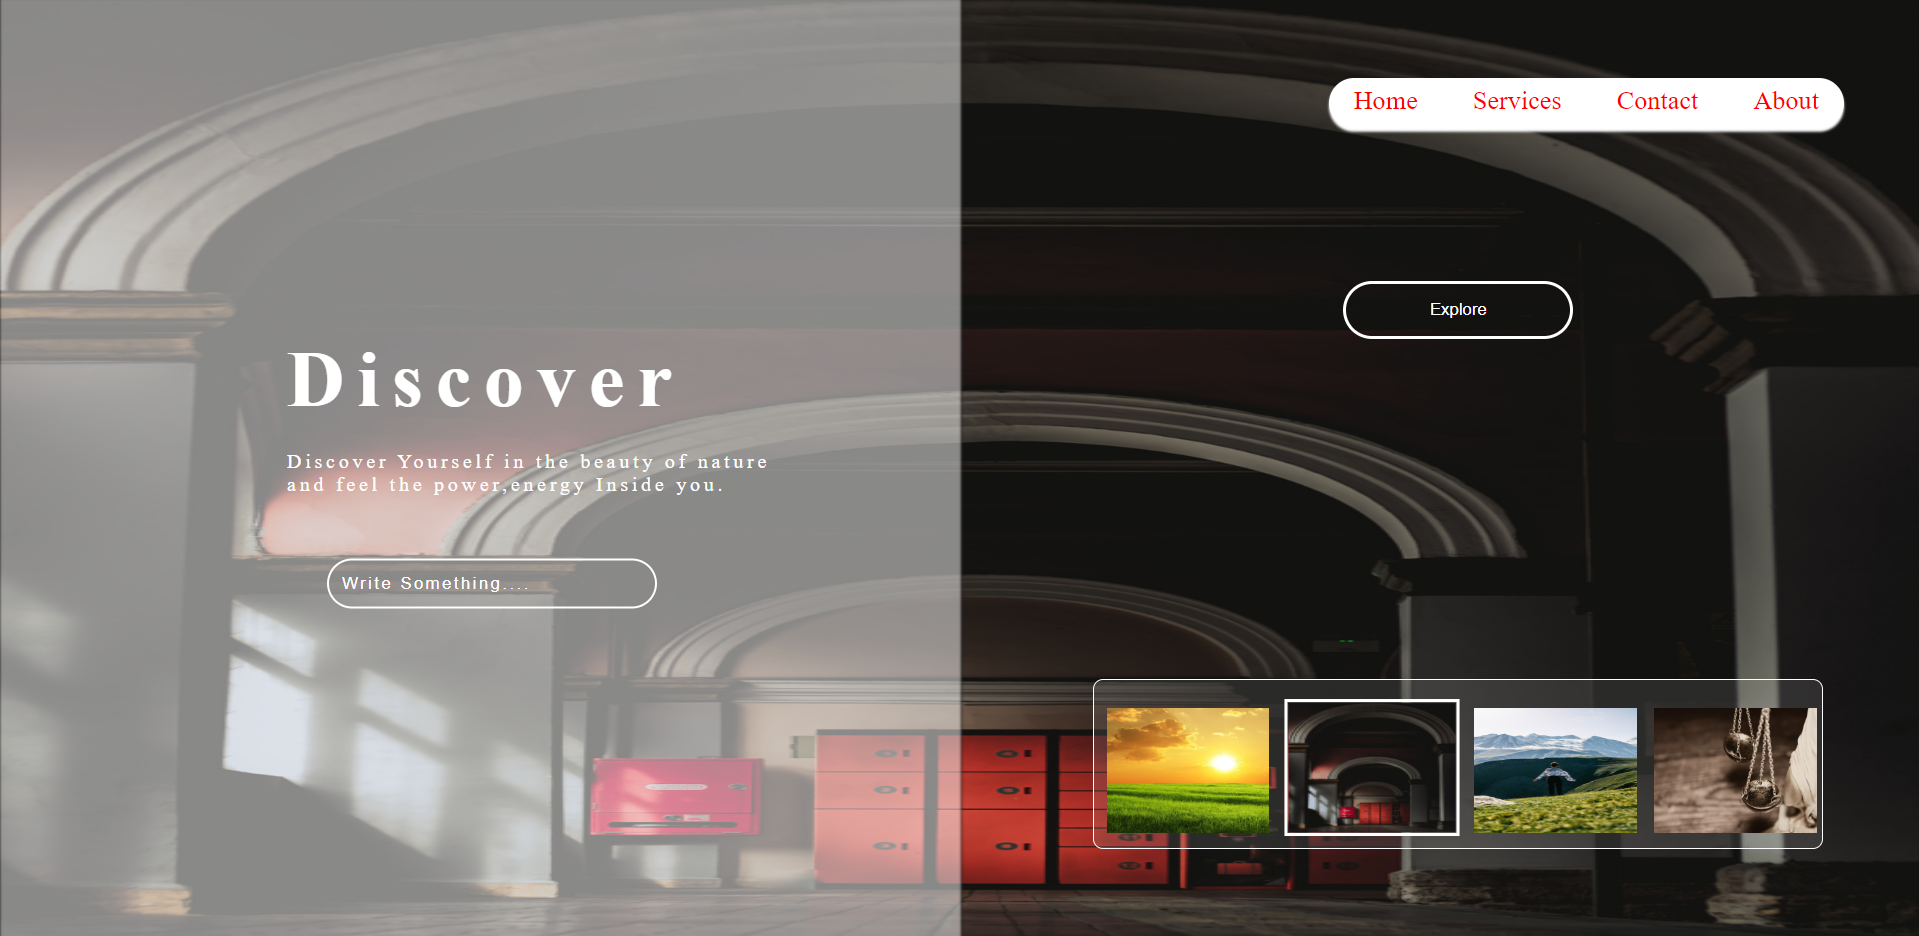 Home Services Contact About
Explore
Discover
Discover Yourself in the beauty of nature
and feel the power,energy Inside you.
Write Something....